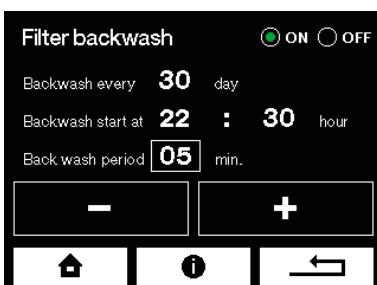 Filter backwash ON OFF
Backwash every 30 day
Backwash start at 22 : 30 hour
Back wash period 05 min.
− +
i